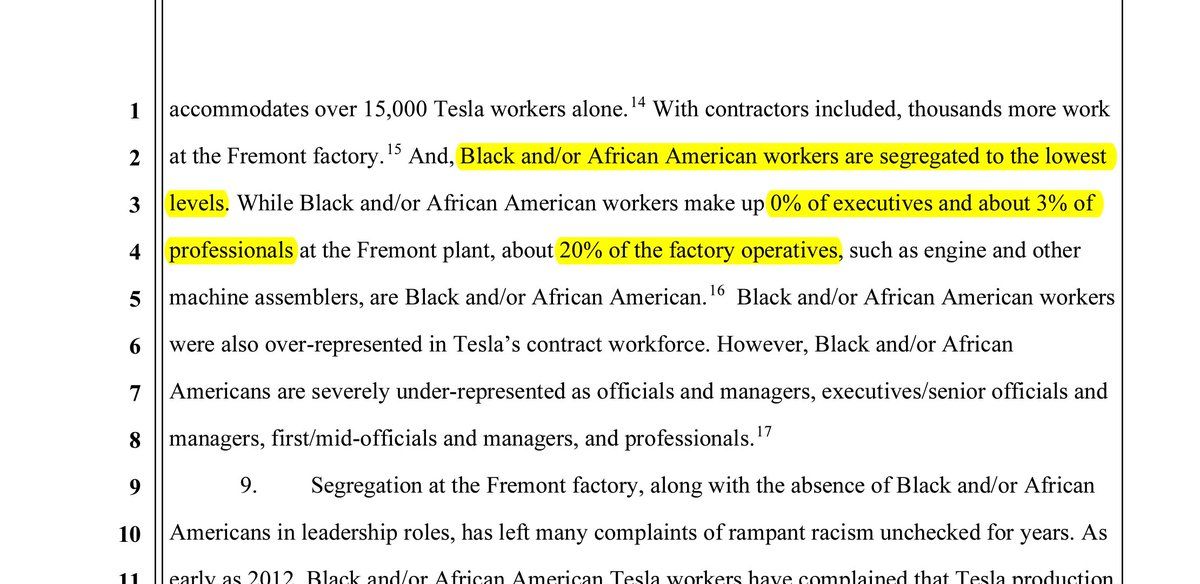 1 accommodates over 15,000 Tesla workers alone.14 With contractors included, thousands more work
2 at the Fremont factory.15 And, Black and/or African American workers are segregated to the lowest
3 levels. While Black and/or African American workers make up 0% of executives and about 3% of
4 professionals at the Fremont plant, about 20% of the factory operatives, such as engine and other
5 machine assemblers, are Black and/or African American.16 Black and/or African American workers
6 were also over-represented in Tesla’s contract workforce. However, Black and/or African
7 Americans are severely under-represented as officials and managers, executives/senior officials and
8 managers, first/mid-officials and managers, and professionals.17
9 9. Segregation at the Fremont factory, along with the absence of Black and/or African
10 Americans in leadership roles, has left many complaints of rampant racism unchecked for years. As
11 early as 2012, Black and/or African American Tesla workers have complained that Tesla production